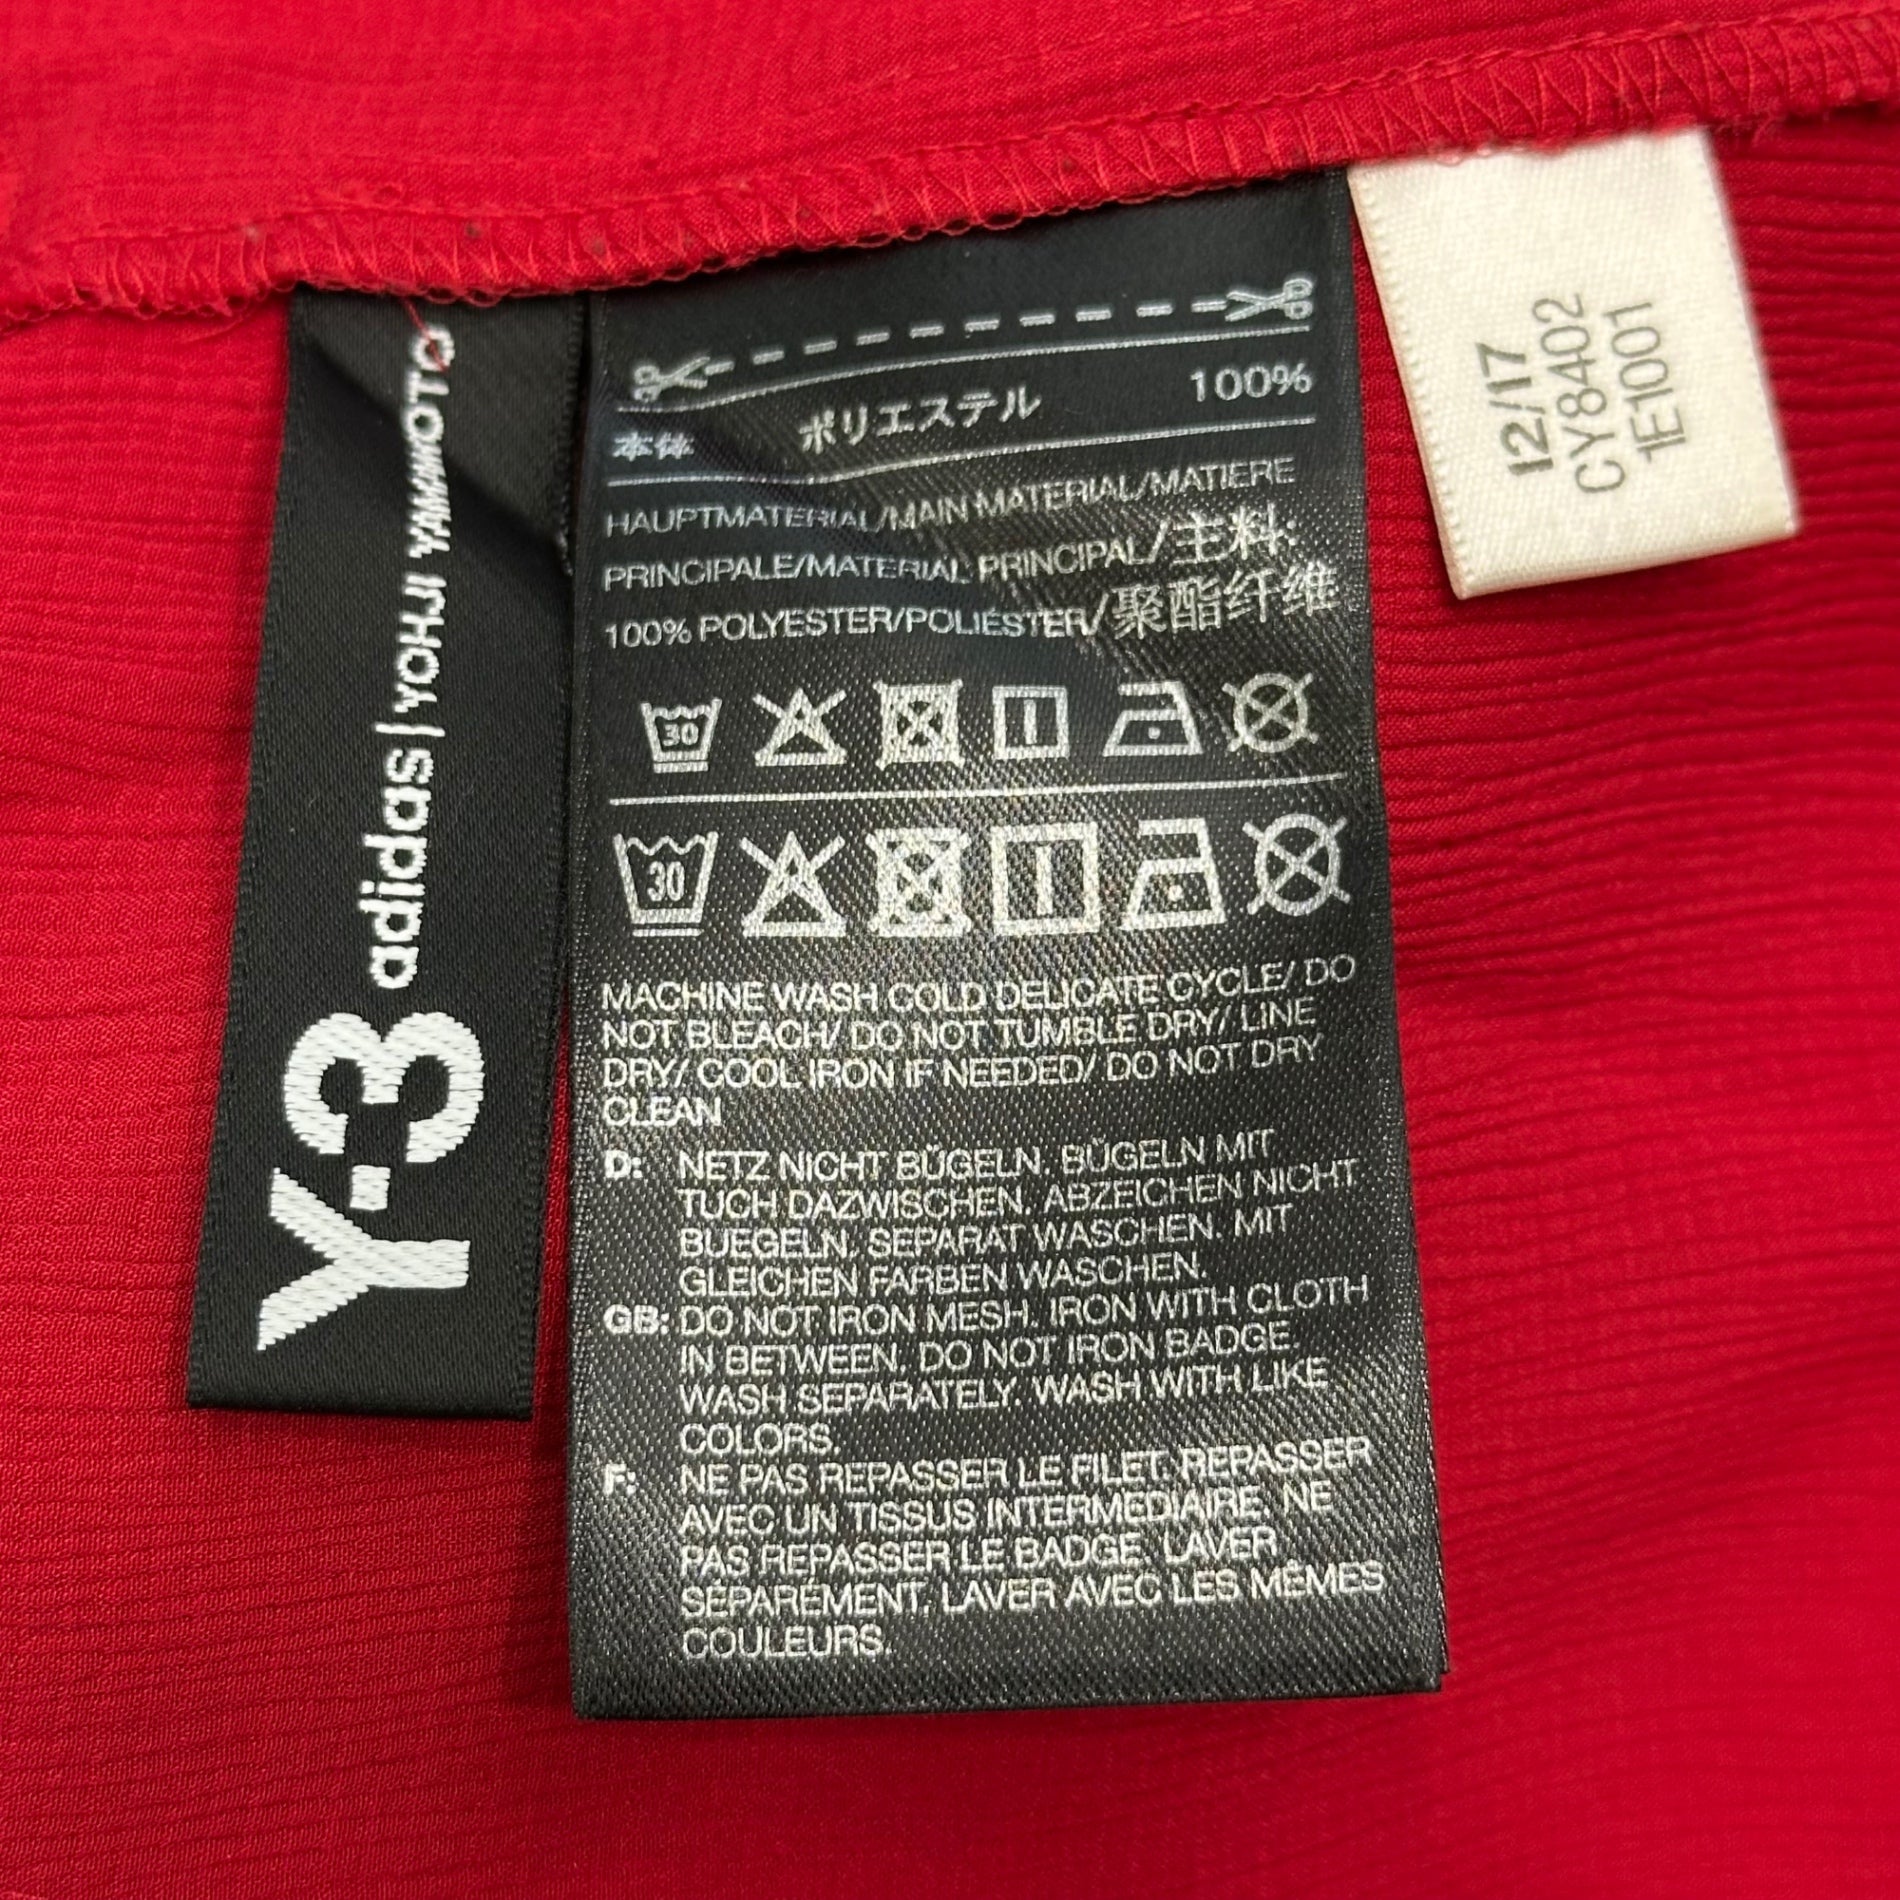 Y-3 adidas | YOHJI YAMAMOTO
本体 ポリエステル 100%
HAUPTMATERIAL/MAIN MATERIAL/MATIERE
PRINCIPALE/MATERIAL PRINCIPAL/主料:
100% POLYESTER/POLIÉSTER/聚酯纤维
30
30
MACHINE WASH COLD DELICATE CYCLE/ DO
NOT BLEACH/ DO NOT TUMBLE DRY/ LINE
DRY/ COOL IRON IF NEEDED/ DO NOT DRY
CLEAN
D: NETZ NICHT BÜGELN. BÜGELN MIT
TUCH DAZWISCHEN. ABZEICHEN NICHT
BUEGELN. SEPARAT WASCHEN. MIT
GLEICHEN FARBEN WASCHEN.
GB: DO NOT IRON MESH. IRON WITH CLOTH
IN BETWEEN. DO NOT IRON BADGE.
WASH SEPARATELY. WASH WITH LIKE
COLORS.
F: NE PAS REPASSER LE FILET. REPASSER
AVEC UN TISSUS INTERMEDIAIRE. NE
PAS REPASSER LE BADGE. LAVER
SÉPARÉMENT. LAVER AVEC LES MÊMES
COULEURS.
12/17
CY8402
1E1001